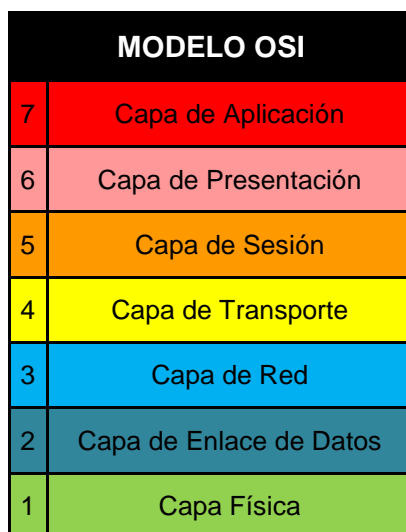 MODELO OSI
7 Capa de Aplicación
6 Capa de Presentación
5 Capa de Sesión
4 Capa de Transporte
3 Capa de Red
2 Capa de Enlace de Datos
1 Capa Física